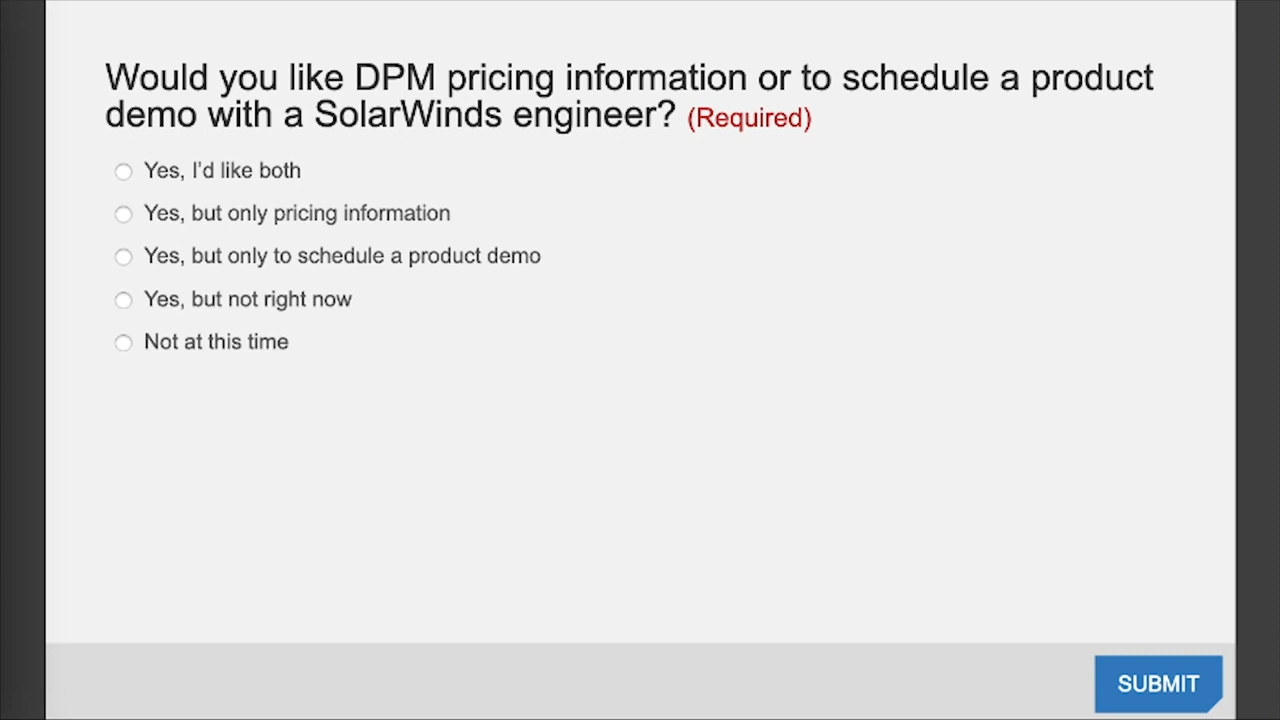 Would you like DPM pricing information or to schedule a product
demo with a SolarWinds engineer? (Required)
Yes, I'd like both
Yes, but only pricing information
Yes, but only to schedule a product demo
Yes, but not right now
Not at this time
SUBMIT